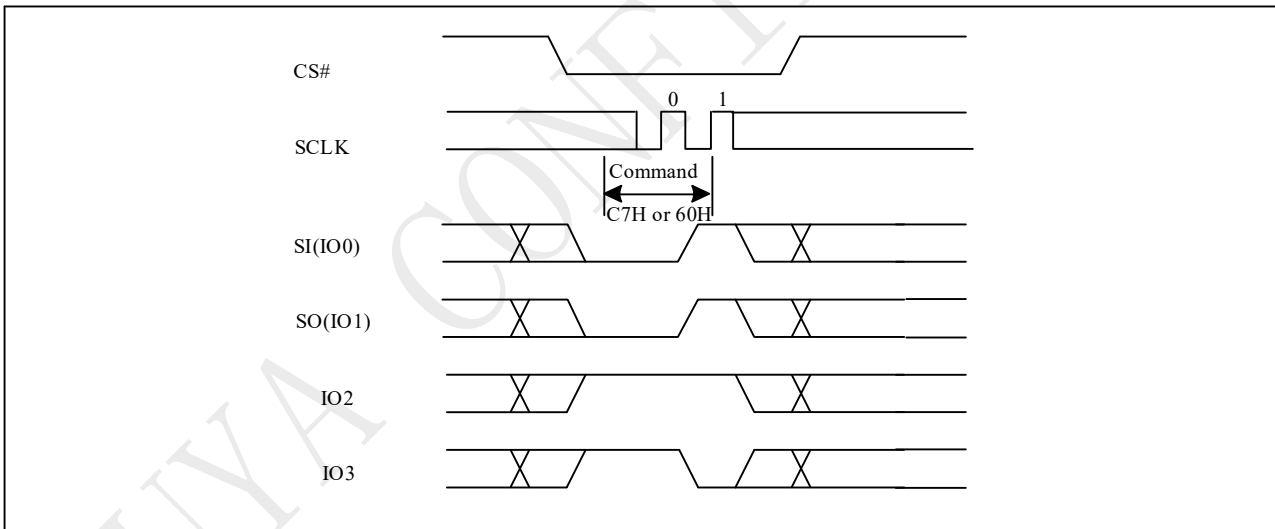 CS#
0 1
SCLK
Command
C7H or 60H
SI(IO0)
SO(IO1)
IO2
IO3